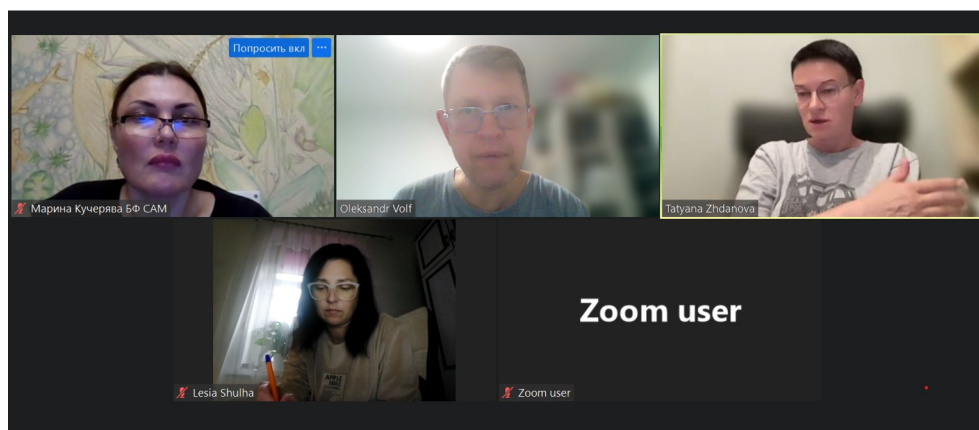 Попросить вкл ...
Марина Кучерява БФ САМ
Oleksandr Volf
Tatyana Zhdanova
Lesia Shulha
Zoom user
Zoom user